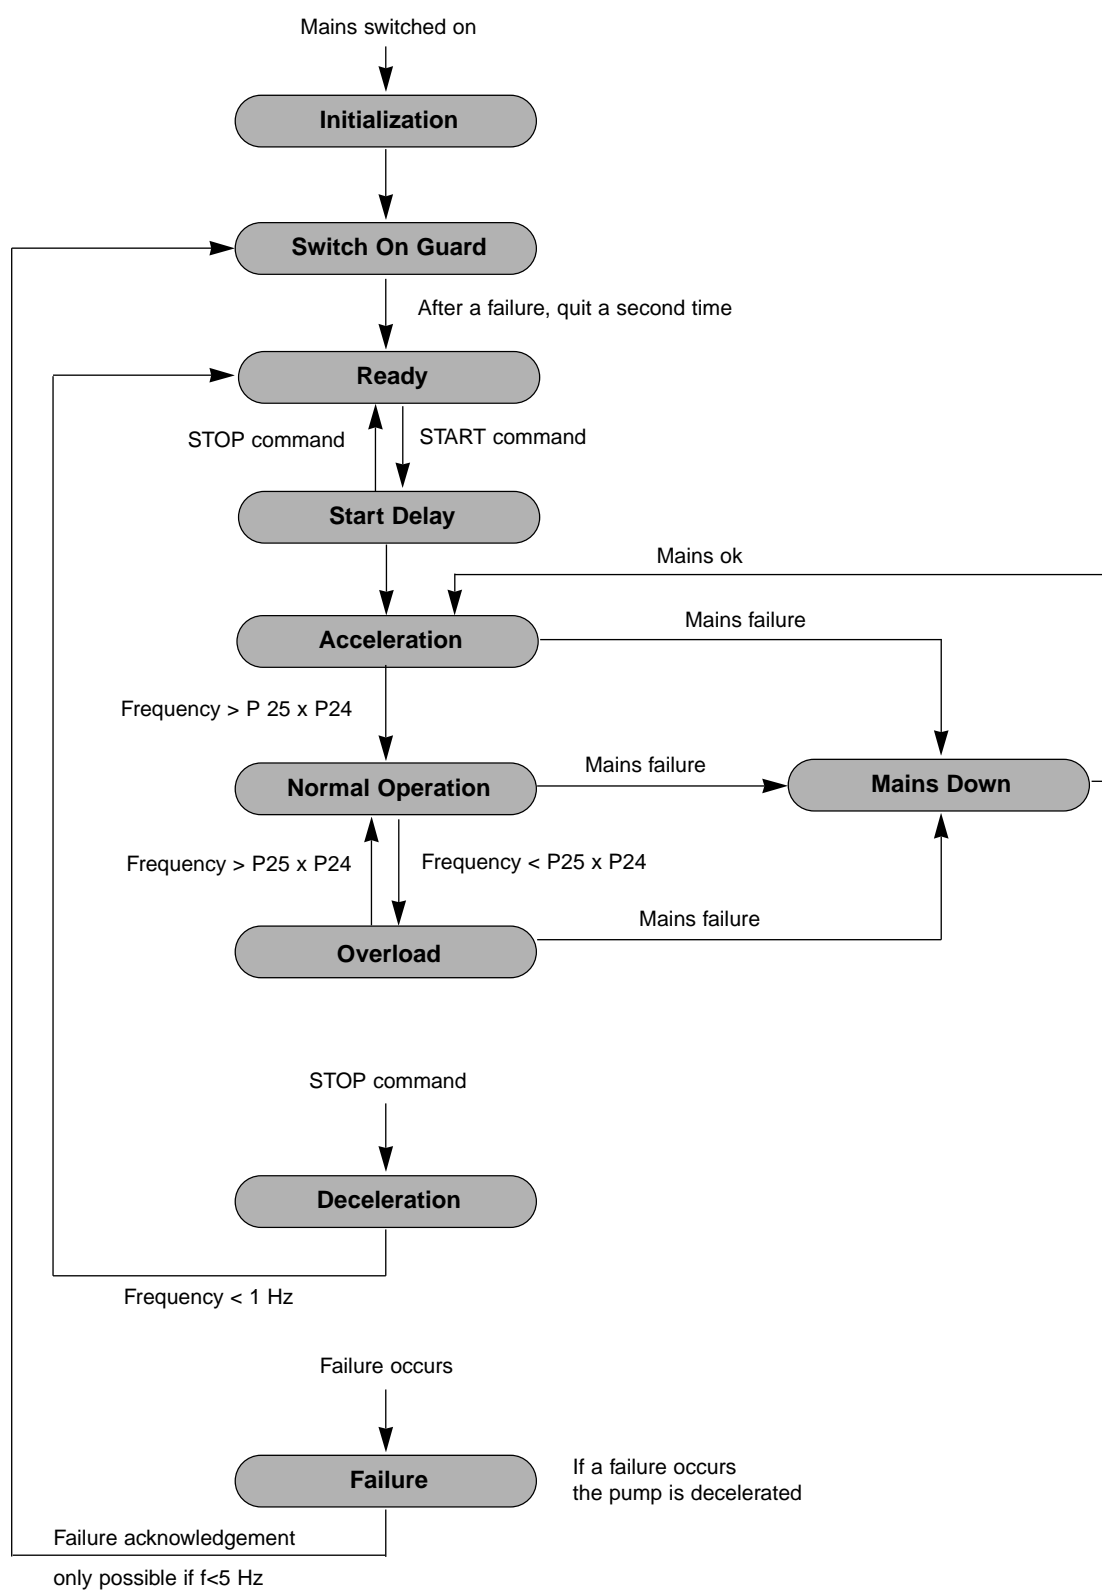 Mains switched on
Initialization
Switch On Guard
After a failure, quit a second time
Ready
STOP command
START command
Start Delay
Mains ok
Acceleration
Mains failure
Frequency > P 25 x P24
Normal Operation
Mains failure
Mains Down
Frequency > P25 x P24
Frequency < P25 x P24
Overload
Mains failure
STOP command
Deceleration
Frequency < 1 Hz
Failure occurs
Failure
If a failure occurs
the pump is decelerated
Failure acknowledgement
only possible if f<5 Hz